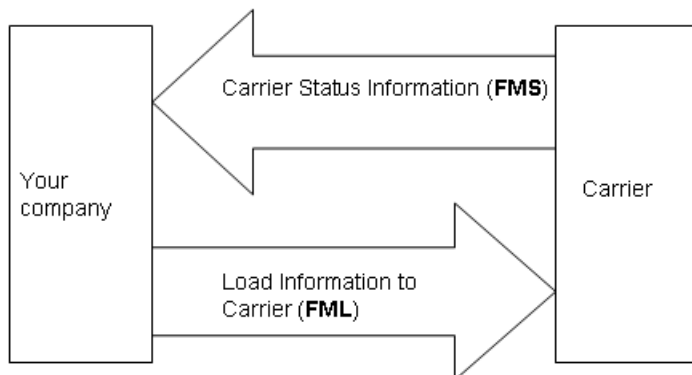 Carrier Status Information (FMS)
Your
company
Carrier
Load Information to
Carrier (FML)